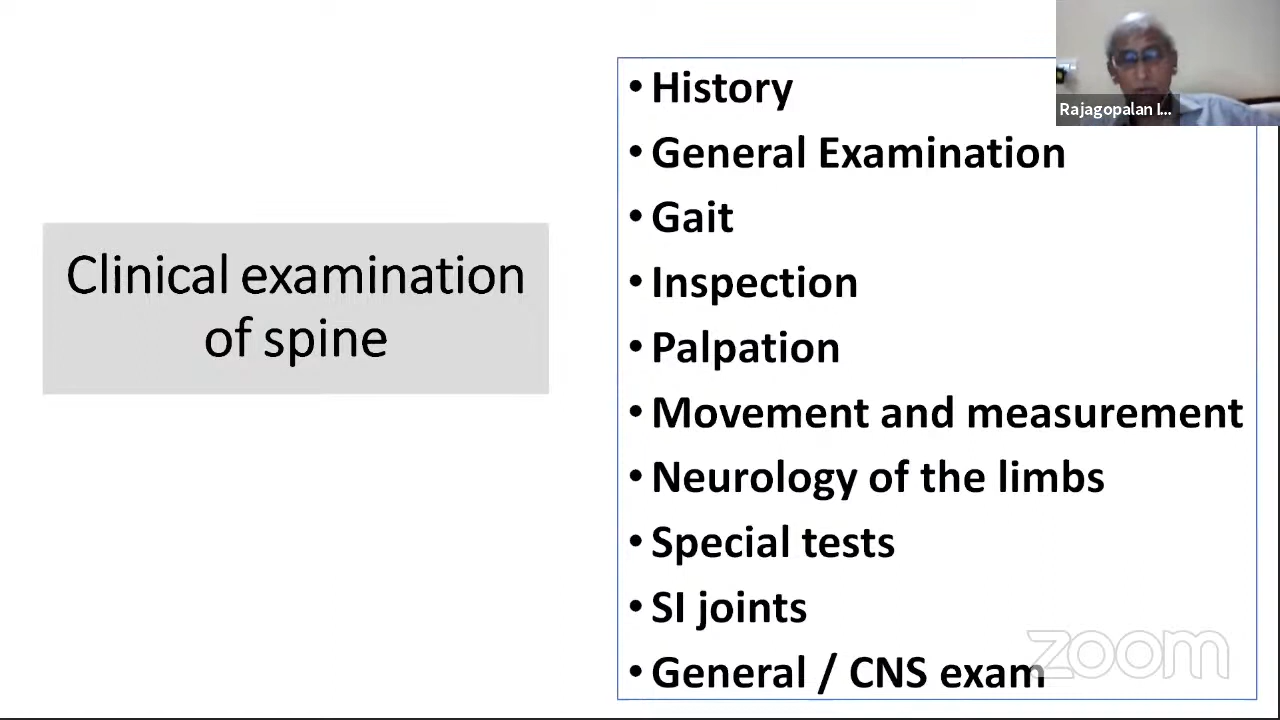 Clinical examination
of spine
• History
• General Examination
• Gait
• Inspection
• Palpation
• Movement and measurement
• Neurology of the limbs
• Special tests
• SI joints
• General / CNS exam
Rajagopalan I...
zoom